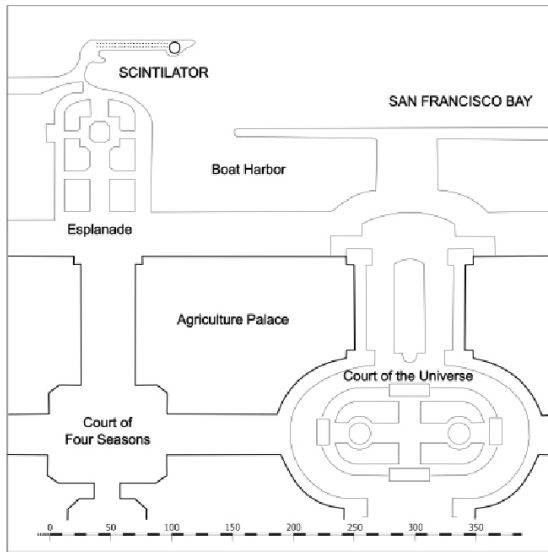 SCINTILATOR
SAN FRANCISCO BAY
Boat Harbor
Esplanade
Agriculture Palace
Court of the Universe
Court of
Four Seasons
0 50 100 150 200 250 300 350